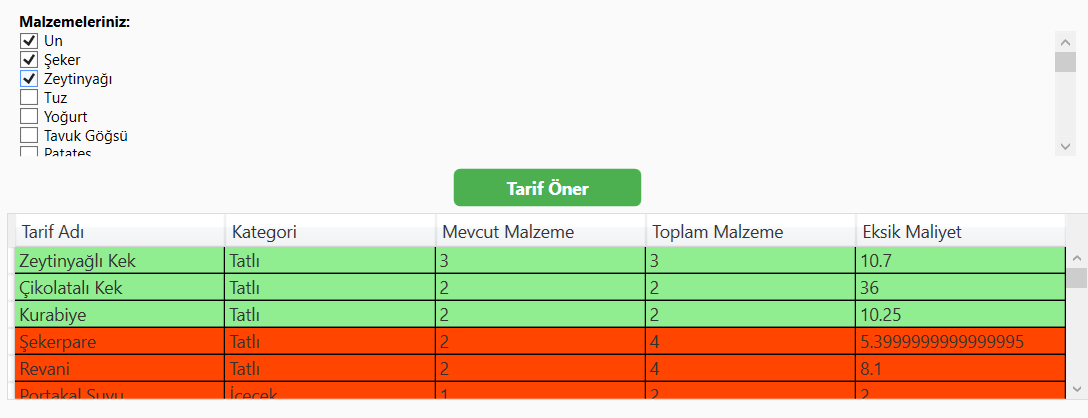 Malzemeleriniz:
Un
Şeker
Zeytinyağı
Tuz
Yoğurt
Tavuk Göğsü
Patates
Tarif Öner
Tarif Adı Kategori Mevcut Malzeme Toplam Malzeme Eksik Maliyet
Zeytinyağlı Kek Tatlı 3 3 10.7
Çikolatalı Kek Tatlı 2 2 36
Kurabiye Tatlı 2 2 10.25
Şekerpare Tatlı 2 4 5.3999999999999995
Revani Tatlı 2 4 8.1
Portakal Suyu İçecek 1 2 2